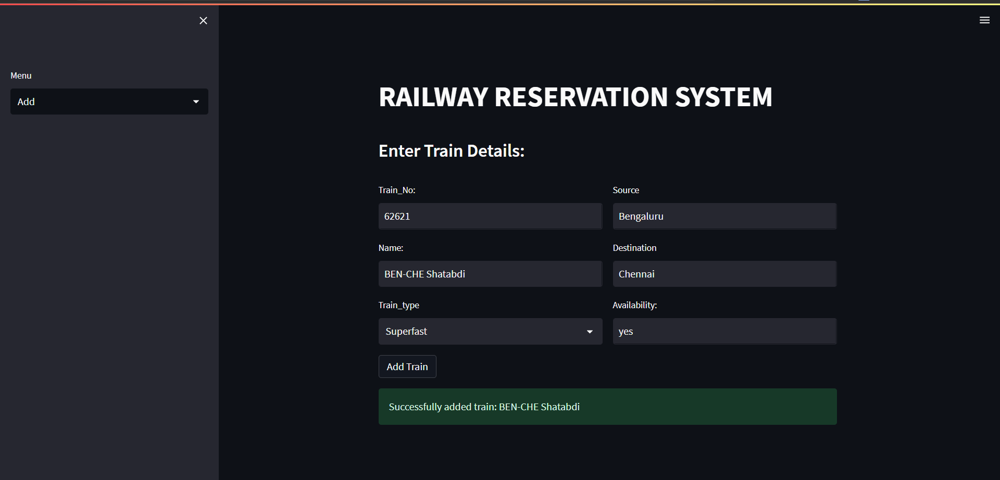 Menu
Add
RAILWAY RESERVATION SYSTEM
Enter Train Details:
Train_No:
62621
Source
Bengaluru
Name:
BEN-CHE Shatabdi
Destination
Chennai
Train_type
Superfast
Availability:
yes
Add Train
Successfully added train: BEN-CHE Shatabdi